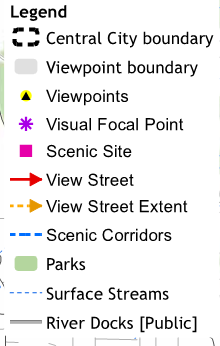 Legend
Central City boundary
Viewpoint boundary
Viewpoints
Visual Focal Point
Scenic Site
View Street
View Street Extent
Scenic Corridors
Parks
Surface Streams
River Docks [Public]